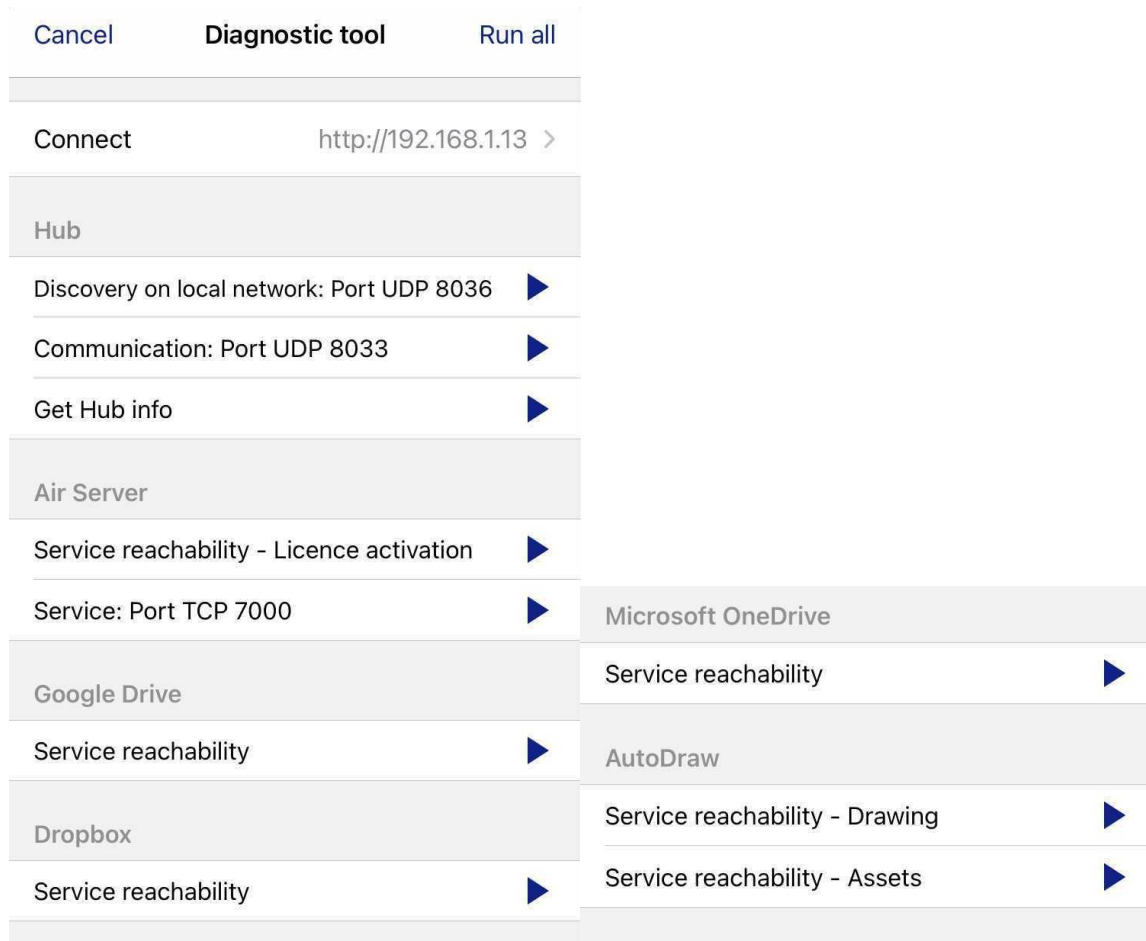 Cancel Diagnostic tool Run all
Connect http://192.168.1.13
Hub
Discovery on local network: Port UDP 8036
Communication: Port UDP 8033
Get Hub info
Air Server
Service reachability - Licence activation
Service: Port TCP 7000
Google Drive
Service reachability
Dropbox
Service reachability
Microsoft OneDrive
Service reachability
AutoDraw
Service reachability - Drawing
Service reachability - Assets